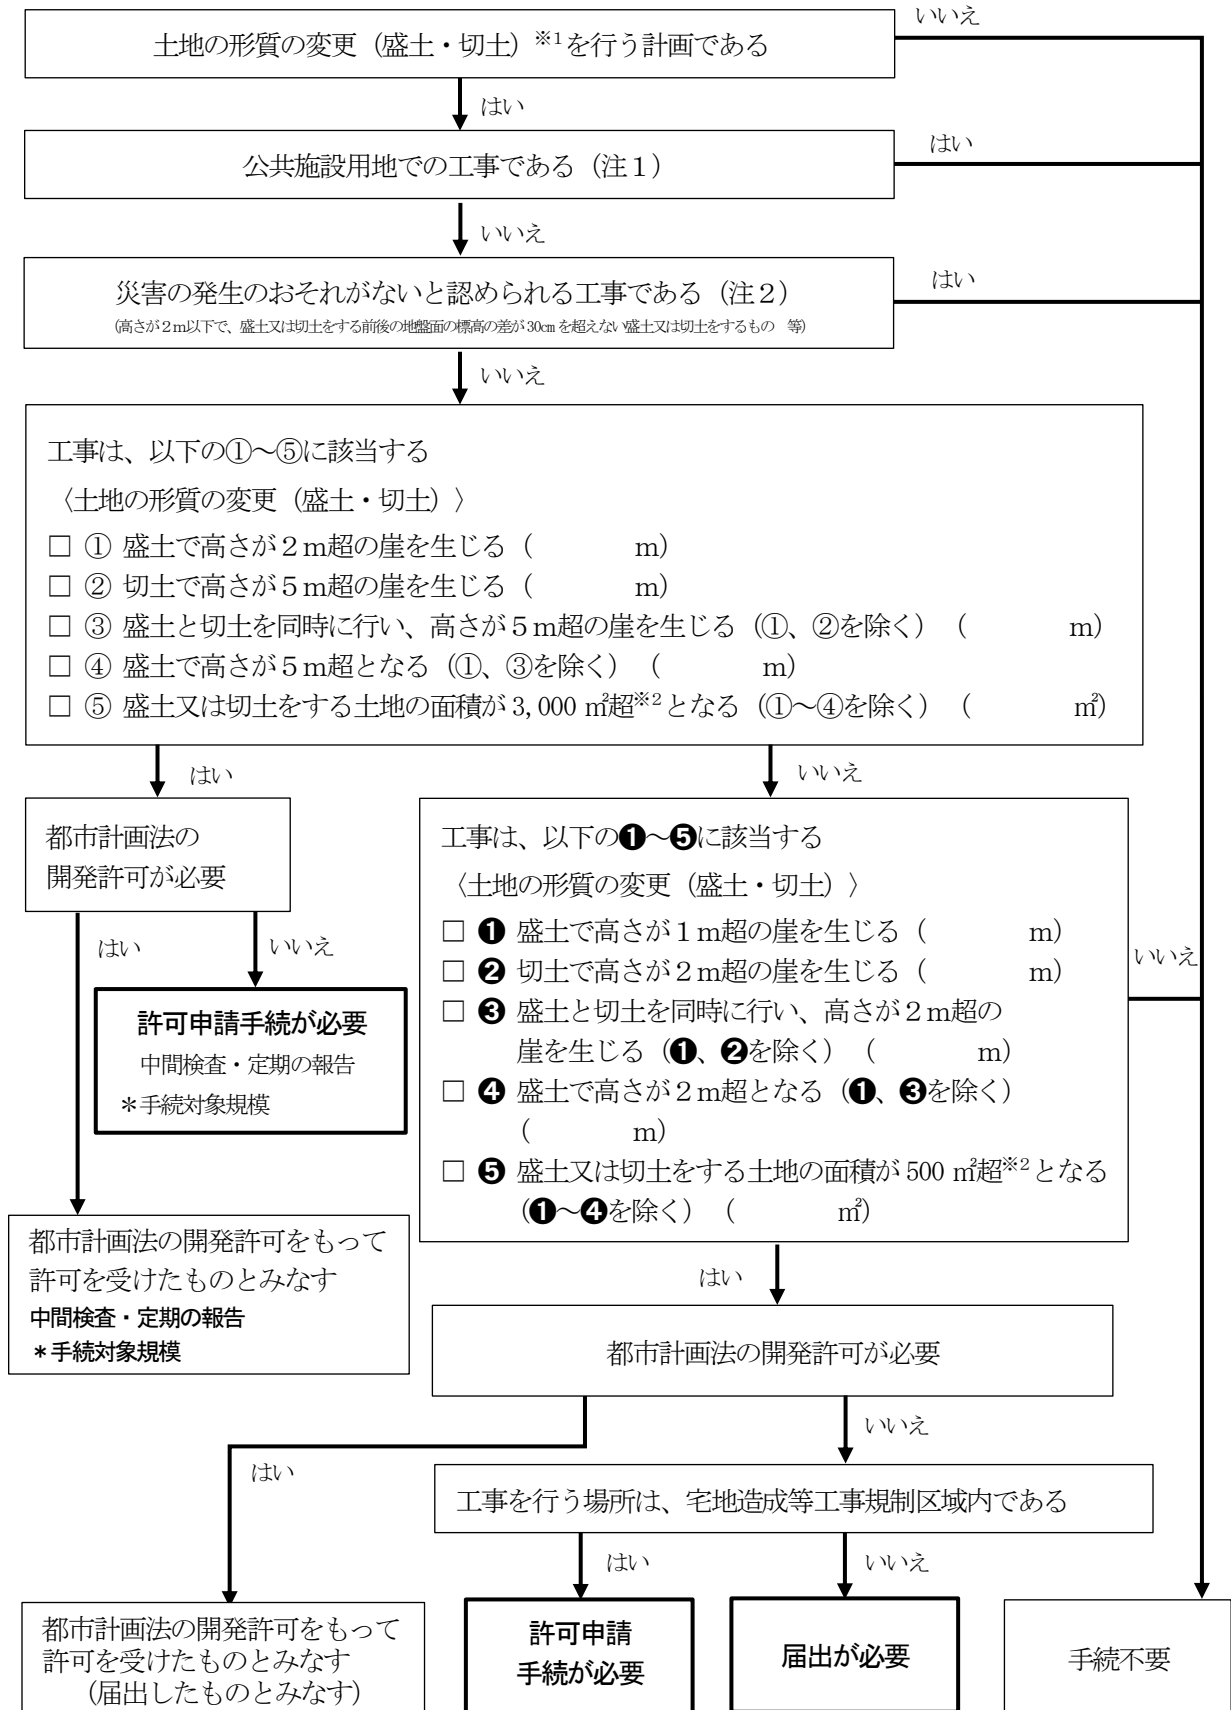 いいえ
土地の形質の変更（盛土・切土）※1を行う計画である
はい
公共施設用地での工事である（注１）
はい
いいえ
災害の発生のおそれがないと認められる工事である（注２）
（高さが２ｍ以下で、盛土又は切土をする前後の地盤面の標高の差が30㎝を超えない盛土又は切土をするもの　等）
はい
いいえ
工事は、以下の①～⑤に該当する
〈土地の形質の変更（盛土・切土）〉
□ ① 盛土で高さが２ｍ超の崖を生じる（　　　　ｍ）
□ ② 切土で高さが５ｍ超の崖を生じる（　　　　ｍ）
□ ③ 盛土と切土を同時に行い、高さが５ｍ超の崖を生じる（①、②を除く）（　　　　ｍ）
□ ④ 盛土で高さが５ｍ超となる（①、③を除く）（　　　　ｍ）
□ ⑤ 盛土又は切土をする土地の面積が3,000 ㎡超※2となる（①～④を除く）（　　　　㎡）
はい
いいえ
都市計画法の
開発許可が必要
はい
いいえ
許可申請手続が必要
中間検査・定期の報告
＊手続対象規模
都市計画法の開発許可をもって
許可を受けたものとみなす
中間検査・定期の報告
＊手続対象規模
工事は、以下の❶～❺に該当する
〈土地の形質の変更（盛土・切土）〉
□ ❶ 盛土で高さが１ｍ超の崖を生じる（　　　　ｍ）
□ ❷ 切土で高さが２ｍ超の崖を生じる（　　　　ｍ）
□ ❸ 盛土と切土を同時に行い、高さが２ｍ超の
崖を生じる（❶、❷を除く）（　　　　ｍ）
□ ❹ 盛土で高さが２ｍ超となる（❶、❸を除く）
（　　　　ｍ）
□ ❺ 盛土又は切土をする土地の面積が500 ㎡超※2となる
（❶～❹を除く）（　　　　㎡）
いいえ
はい
都市計画法の開発許可が必要
はい
いいえ
工事を行う場所は、宅地造成等工事規制区域内である
はい
いいえ
都市計画法の開発許可をもって
許可を受けたものとみなす
（届出したものとみなす）
許可申請
手続が必要
届出が必要
手続不要